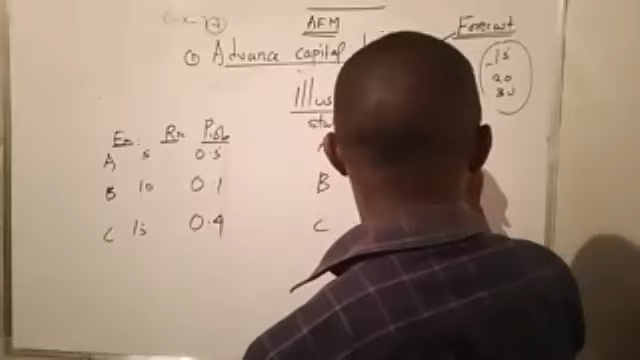 AFM
Forecast
① Advance capital
15
20
30
Illus
En: Rn Prob
A 5 0.5
B 10 0.1
C 15 0.4
B
C